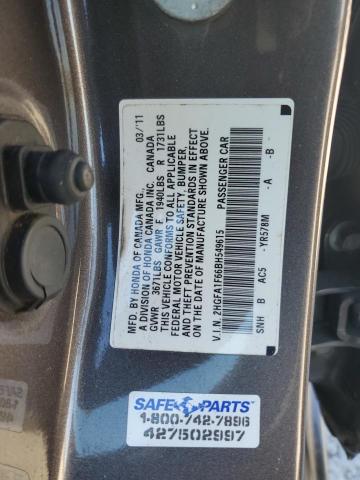 MFD. BY HONDA OF CANADA MFG., 03/11
A DIVISION OF HONDA CANADA INC. CANADA
GVWR 3671LBS GAWR F 1940LBS R 1731LBS
THIS VEHICLE CONFORMS TO ALL APPLICABLE
FEDERAL MOTOR VEHICLE SAFETY, BUMPER,
AND THEFT PREVENTION STANDARDS IN EFFECT
ON THE DATE OF MANUFACTURE SHOWN ABOVE.
V.I.N. 2HGFA1F66BH549615 PASSENGER CAR
SNH B AC5 -YR578M -A -B
SAFE PARTS
1-800-742-7896
427502997